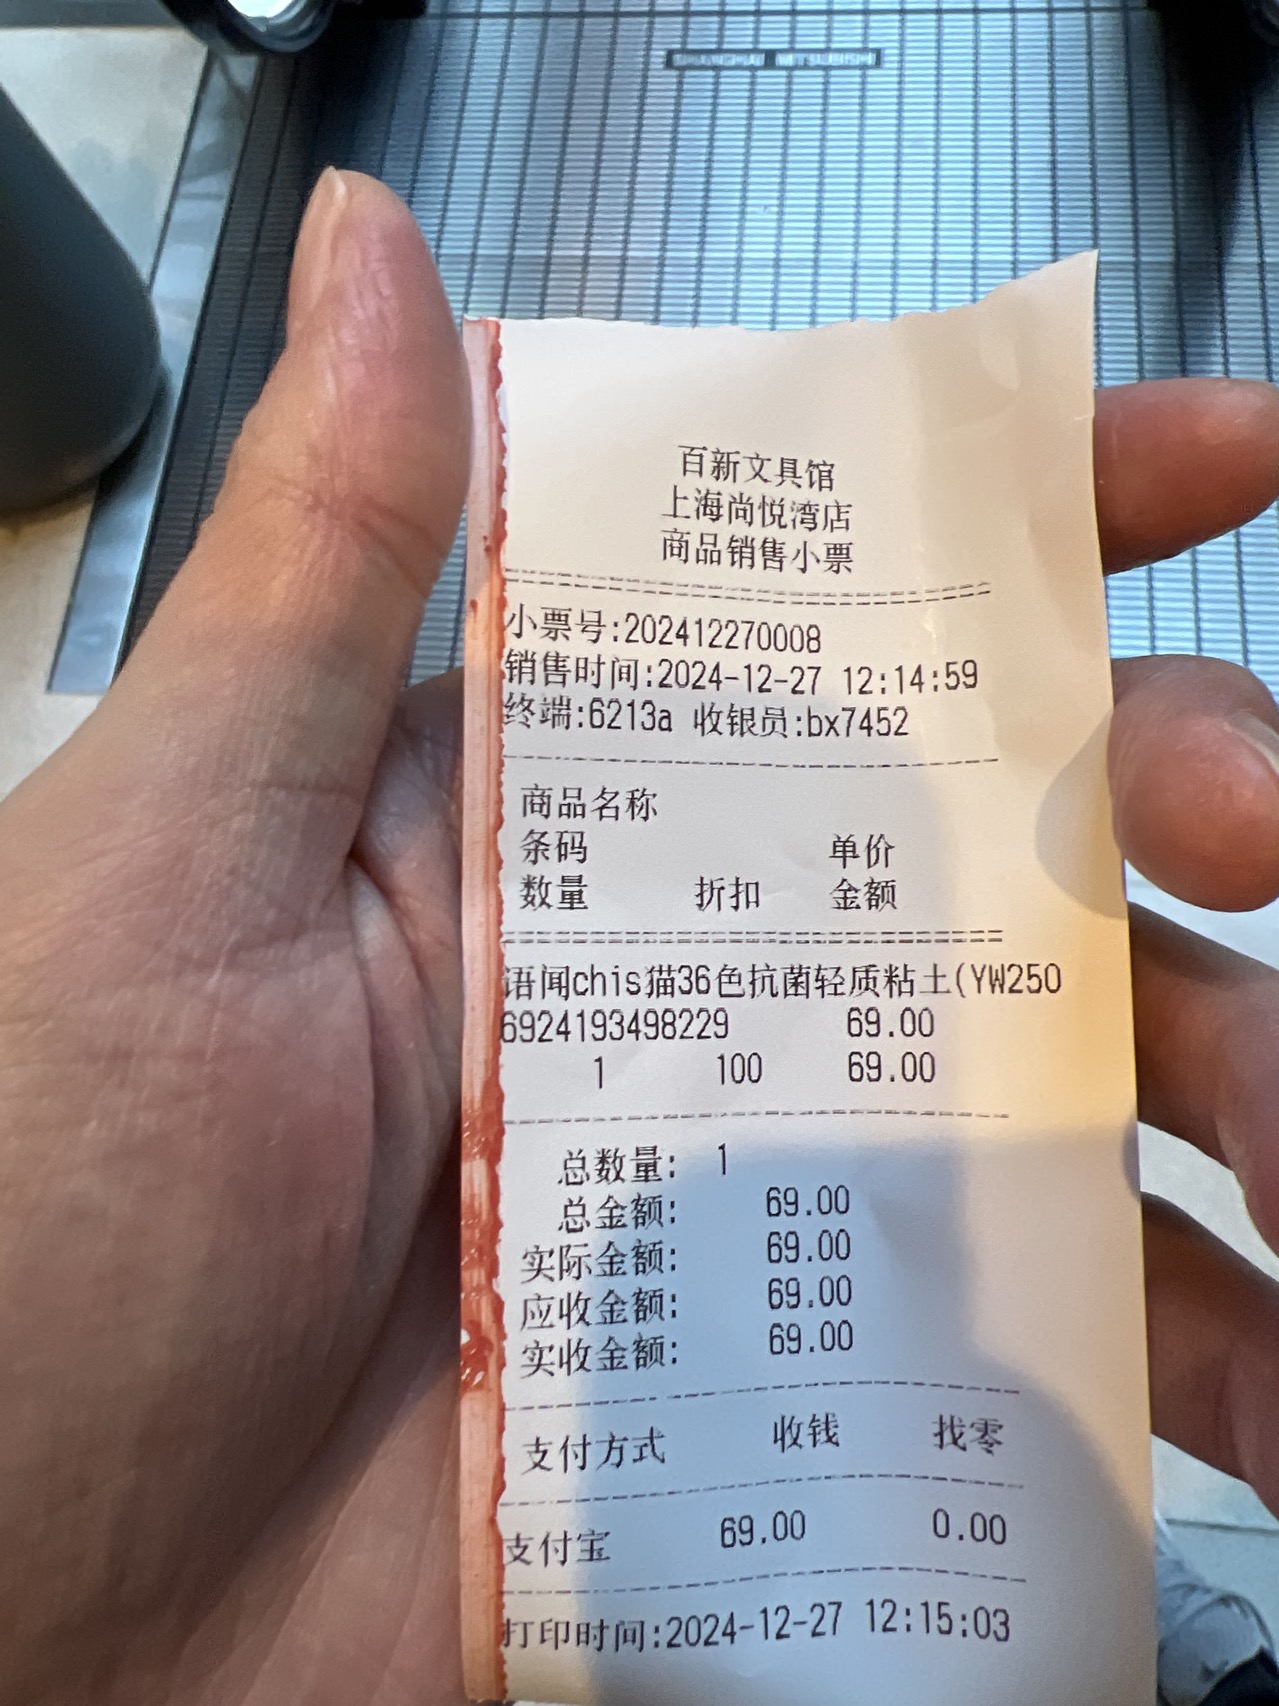 SHANGHAI MITSUBISHI
百新文具馆
上海尚悦湾店
商品销售小票
小票号:202412270008
销售时间:2024-12-27 12:14:59
终端:6213a 收银员:bx7452
商品名称
条码 单价
数量 折扣 金额
语闻chis猫36色抗菌轻质粘土(YW250
6924193498229 69.00
1 100 69.00
总数量: 1
总金额: 69.00
实际金额: 69.00
应收金额: 69.00
实收金额: 69.00
支付方式 收钱 找零
支付宝 69.00 0.00
打印时间:2024-12-27 12:15:03